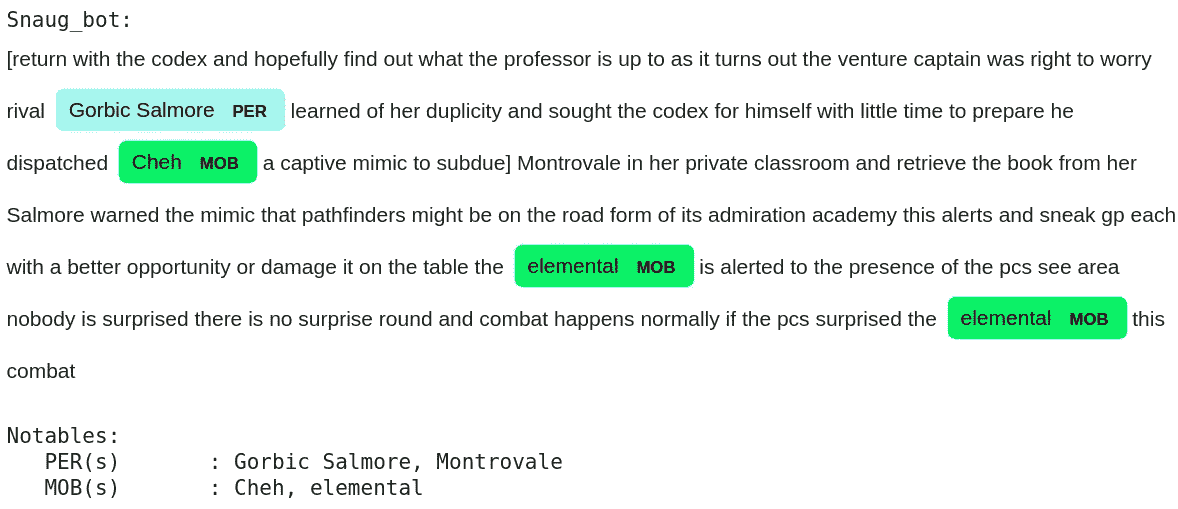 Snaug_bot:
[return with the codex and hopefully find out what the professor is up to as it turns out the venture captain was right to worry
rival Gorbic Salmore PER learned of her duplicity and sought the codex for himself with little time to prepare he
dispatched Cheh MOB a captive mimic to subdue] Montrovale in her private classroom and retrieve the book from her
Salmore warned the mimic that pathfinders might be on the road form of its admiration academy this alerts and sneak gp each
with a better opportunity or damage it on the table the elemental MOB is alerted to the presence of the pcs see area
nobody is surprised there is no surprise round and combat happens normally if the pcs surprised the elemental MOB this
combat
Notables:
PER(s) : Gorbic Salmore, Montrovale
MOB(s) : Cheh, elemental